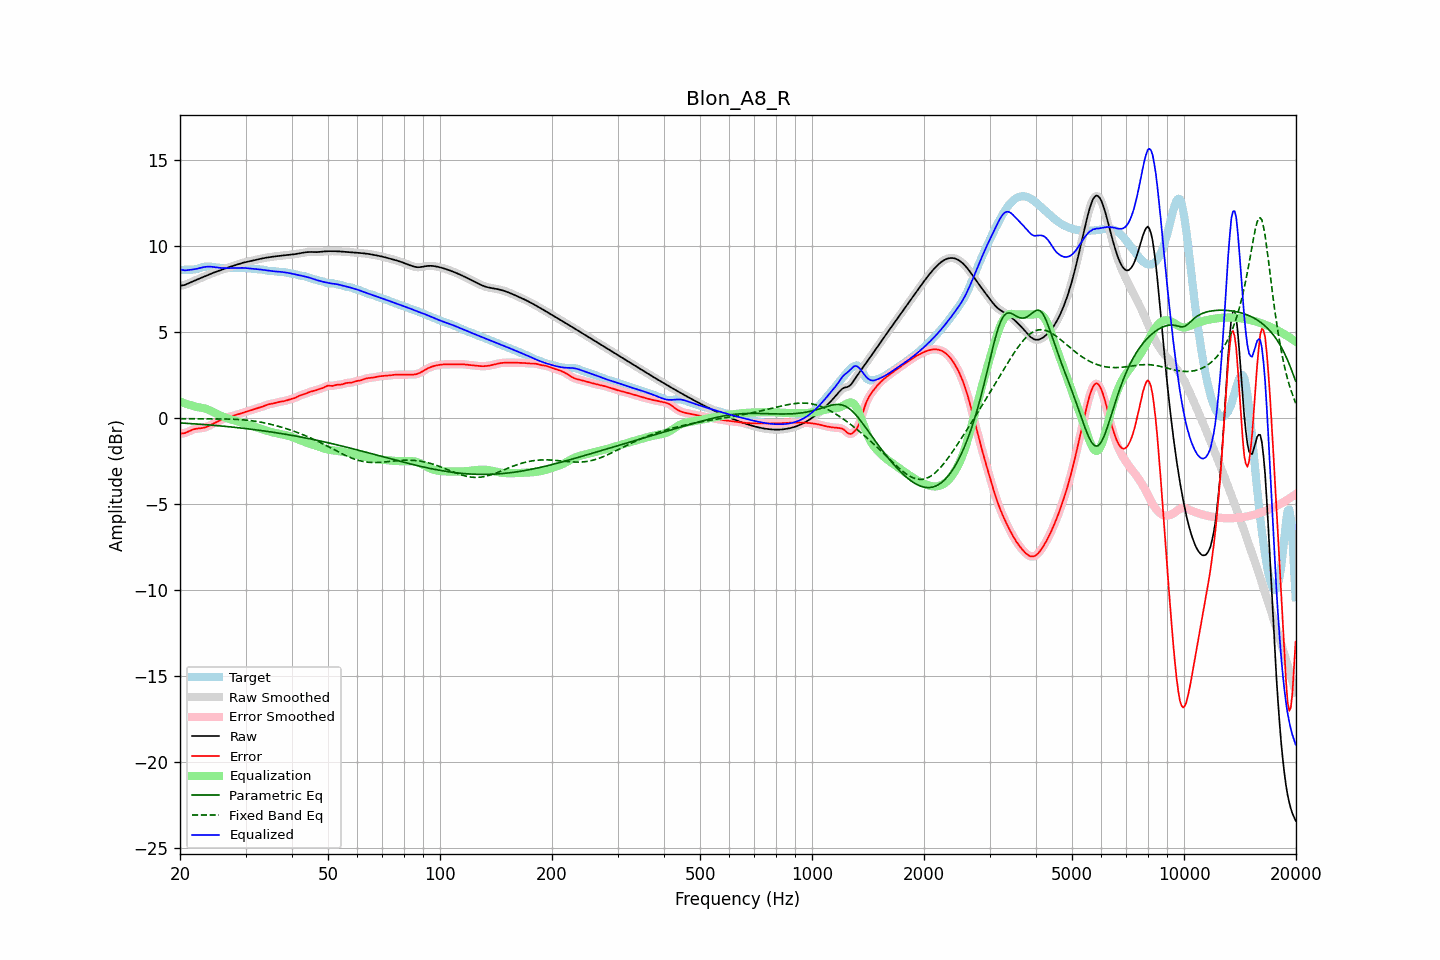 Blon_A8_R
Amplitude (dBr)
15
10
5
0
−5
−10
−15
−20
−25
20
50
100
200
500
1000
2000
5000
10000
20000
Frequency (Hz)
Target
Raw Smoothed
Error Smoothed
Raw
Error
Equalization
Parametric Eq
Fixed Band Eq
Equalized